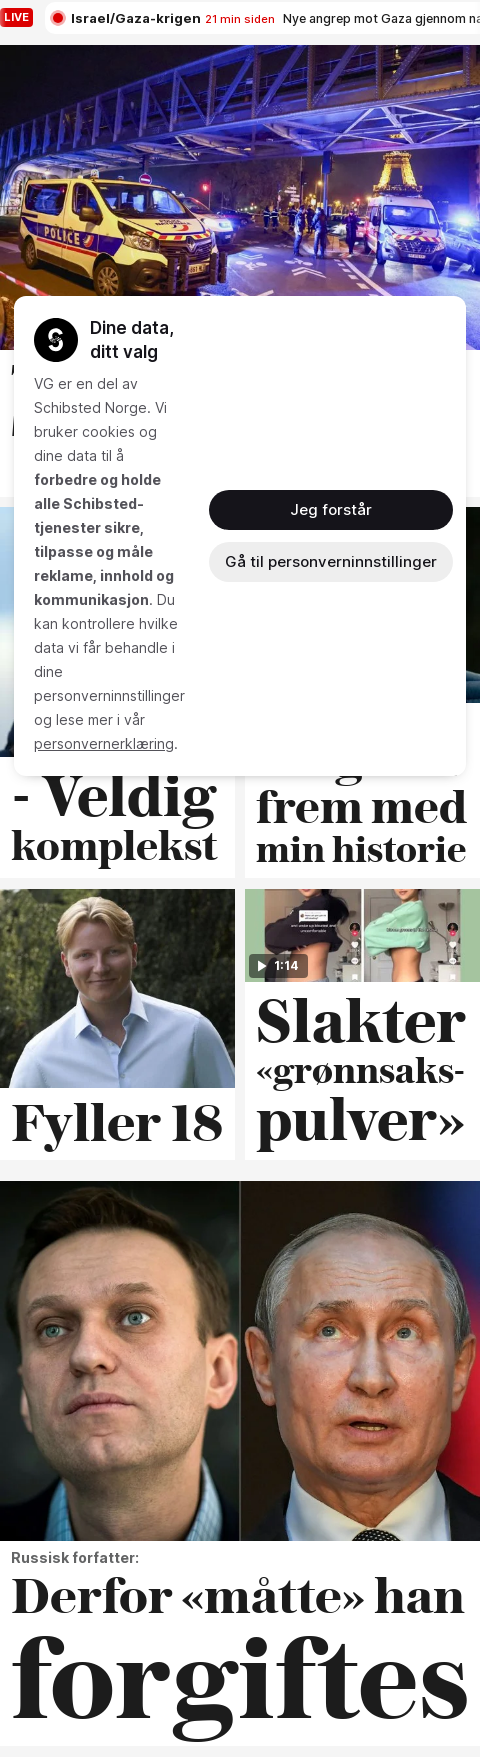 LIVE
Israel/Gaza-krigen 21 min siden Nye angrep mot Gaza gjennom
POLICE
Dine data,
ditt valg
VG er en del av
Schibsted Norge. Vi
bruker cookies og
dine data til å
forbedre og holde
alle Schibsted-
tjenester sikre,
tilpasse og måle
reklame, innhold og
kommunikasjon. Du
kan kontrollere hvilke
data vi får behandle i
dine
personverninnstillinger
og lese mer i vår
personvernerklæring.
Jeg forstår
Gå til personverninnstillinger
- Veldig
komplekst
frem med
min historie
Fyller 18
1:14
Slakter
«grønnsaks-
pulver»
Russisk forfatter:
Derfor «måtte» han
forgiftes